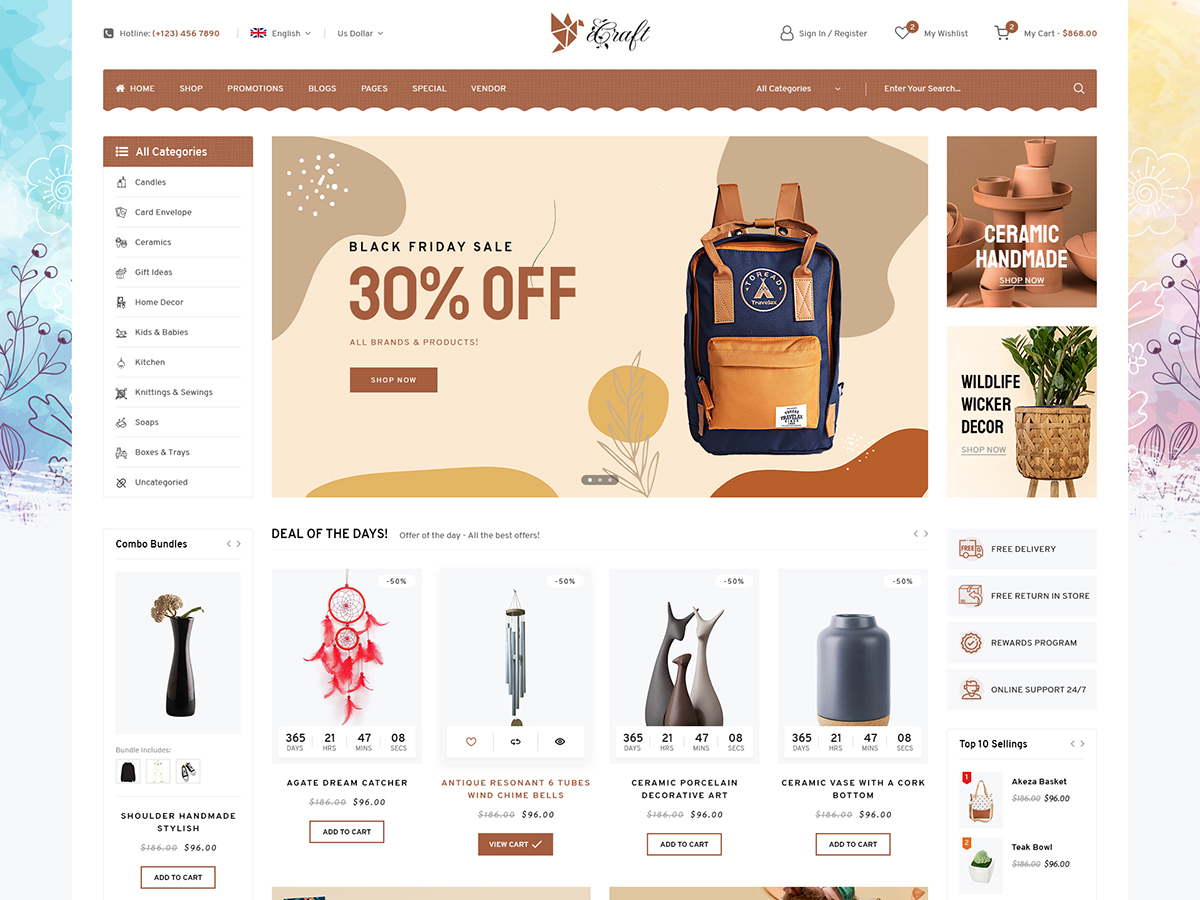 Hotline: (+123) 456 7890
English
Us Dollar
eCraft
Sign In / Register
2
My Wishlist
2
My Cart - $868.00
HOME
SHOP
PROMOTIONS
BLOGS
PAGES
SPECIAL
VENDOR
All Categories
Enter Your Search...
All Categories
Candles
Card Envelope
Ceramics
Gift Ideas
Home Decor
Kids & Babies
Kitchen
Knittings & Sewings
Soaps
Boxes & Trays
Uncategoried
BLACK FRIDAY SALE
30% OFF
ALL BRANDS & PRODUCTS!
SHOP NOW
TOREAD
Travelax
THREAD
TRAVELAX
CERAMIC
HANDMADE
SHOP NOW
WILDLIFE
WICKER
DECOR
SHOP NOW
Combo Bundles
Bundle Includes:
SHOULDER HANDMADE
STYLISH
$186.00 $96.00
ADD TO CART
DEAL OF THE DAYS!
Offer of the day - All the best offers!
-50%
365 21 47 08
DAYS HRS MINS SECS
AGATE DREAM CATCHER
$186.00 $96.00
ADD TO CART
-50%
ANTIQUE RESONANT 6 TUBES
WIND CHIME BELLS
$186.00 $96.00
VIEW CART
-50%
365 21 47 08
DAYS HRS MINS SECS
CERAMIC PORCELAIN
DECORATIVE ART
$186.00 $96.00
ADD TO CART
-50%
365 21 47 08
DAYS HRS MINS SECS
CERAMIC VASE WITH A CORK
BOTTOM
$186.00 $96.00
ADD TO CART
FREE
FREE DELIVERY
FREE RETURN IN STORE
REWARDS PROGRAM
ONLINE SUPPORT 24/7
Top 10 Sellings
1
Akeza Basket
$186.00 $96.00
2
Teak Bowl
$186.00 $96.00